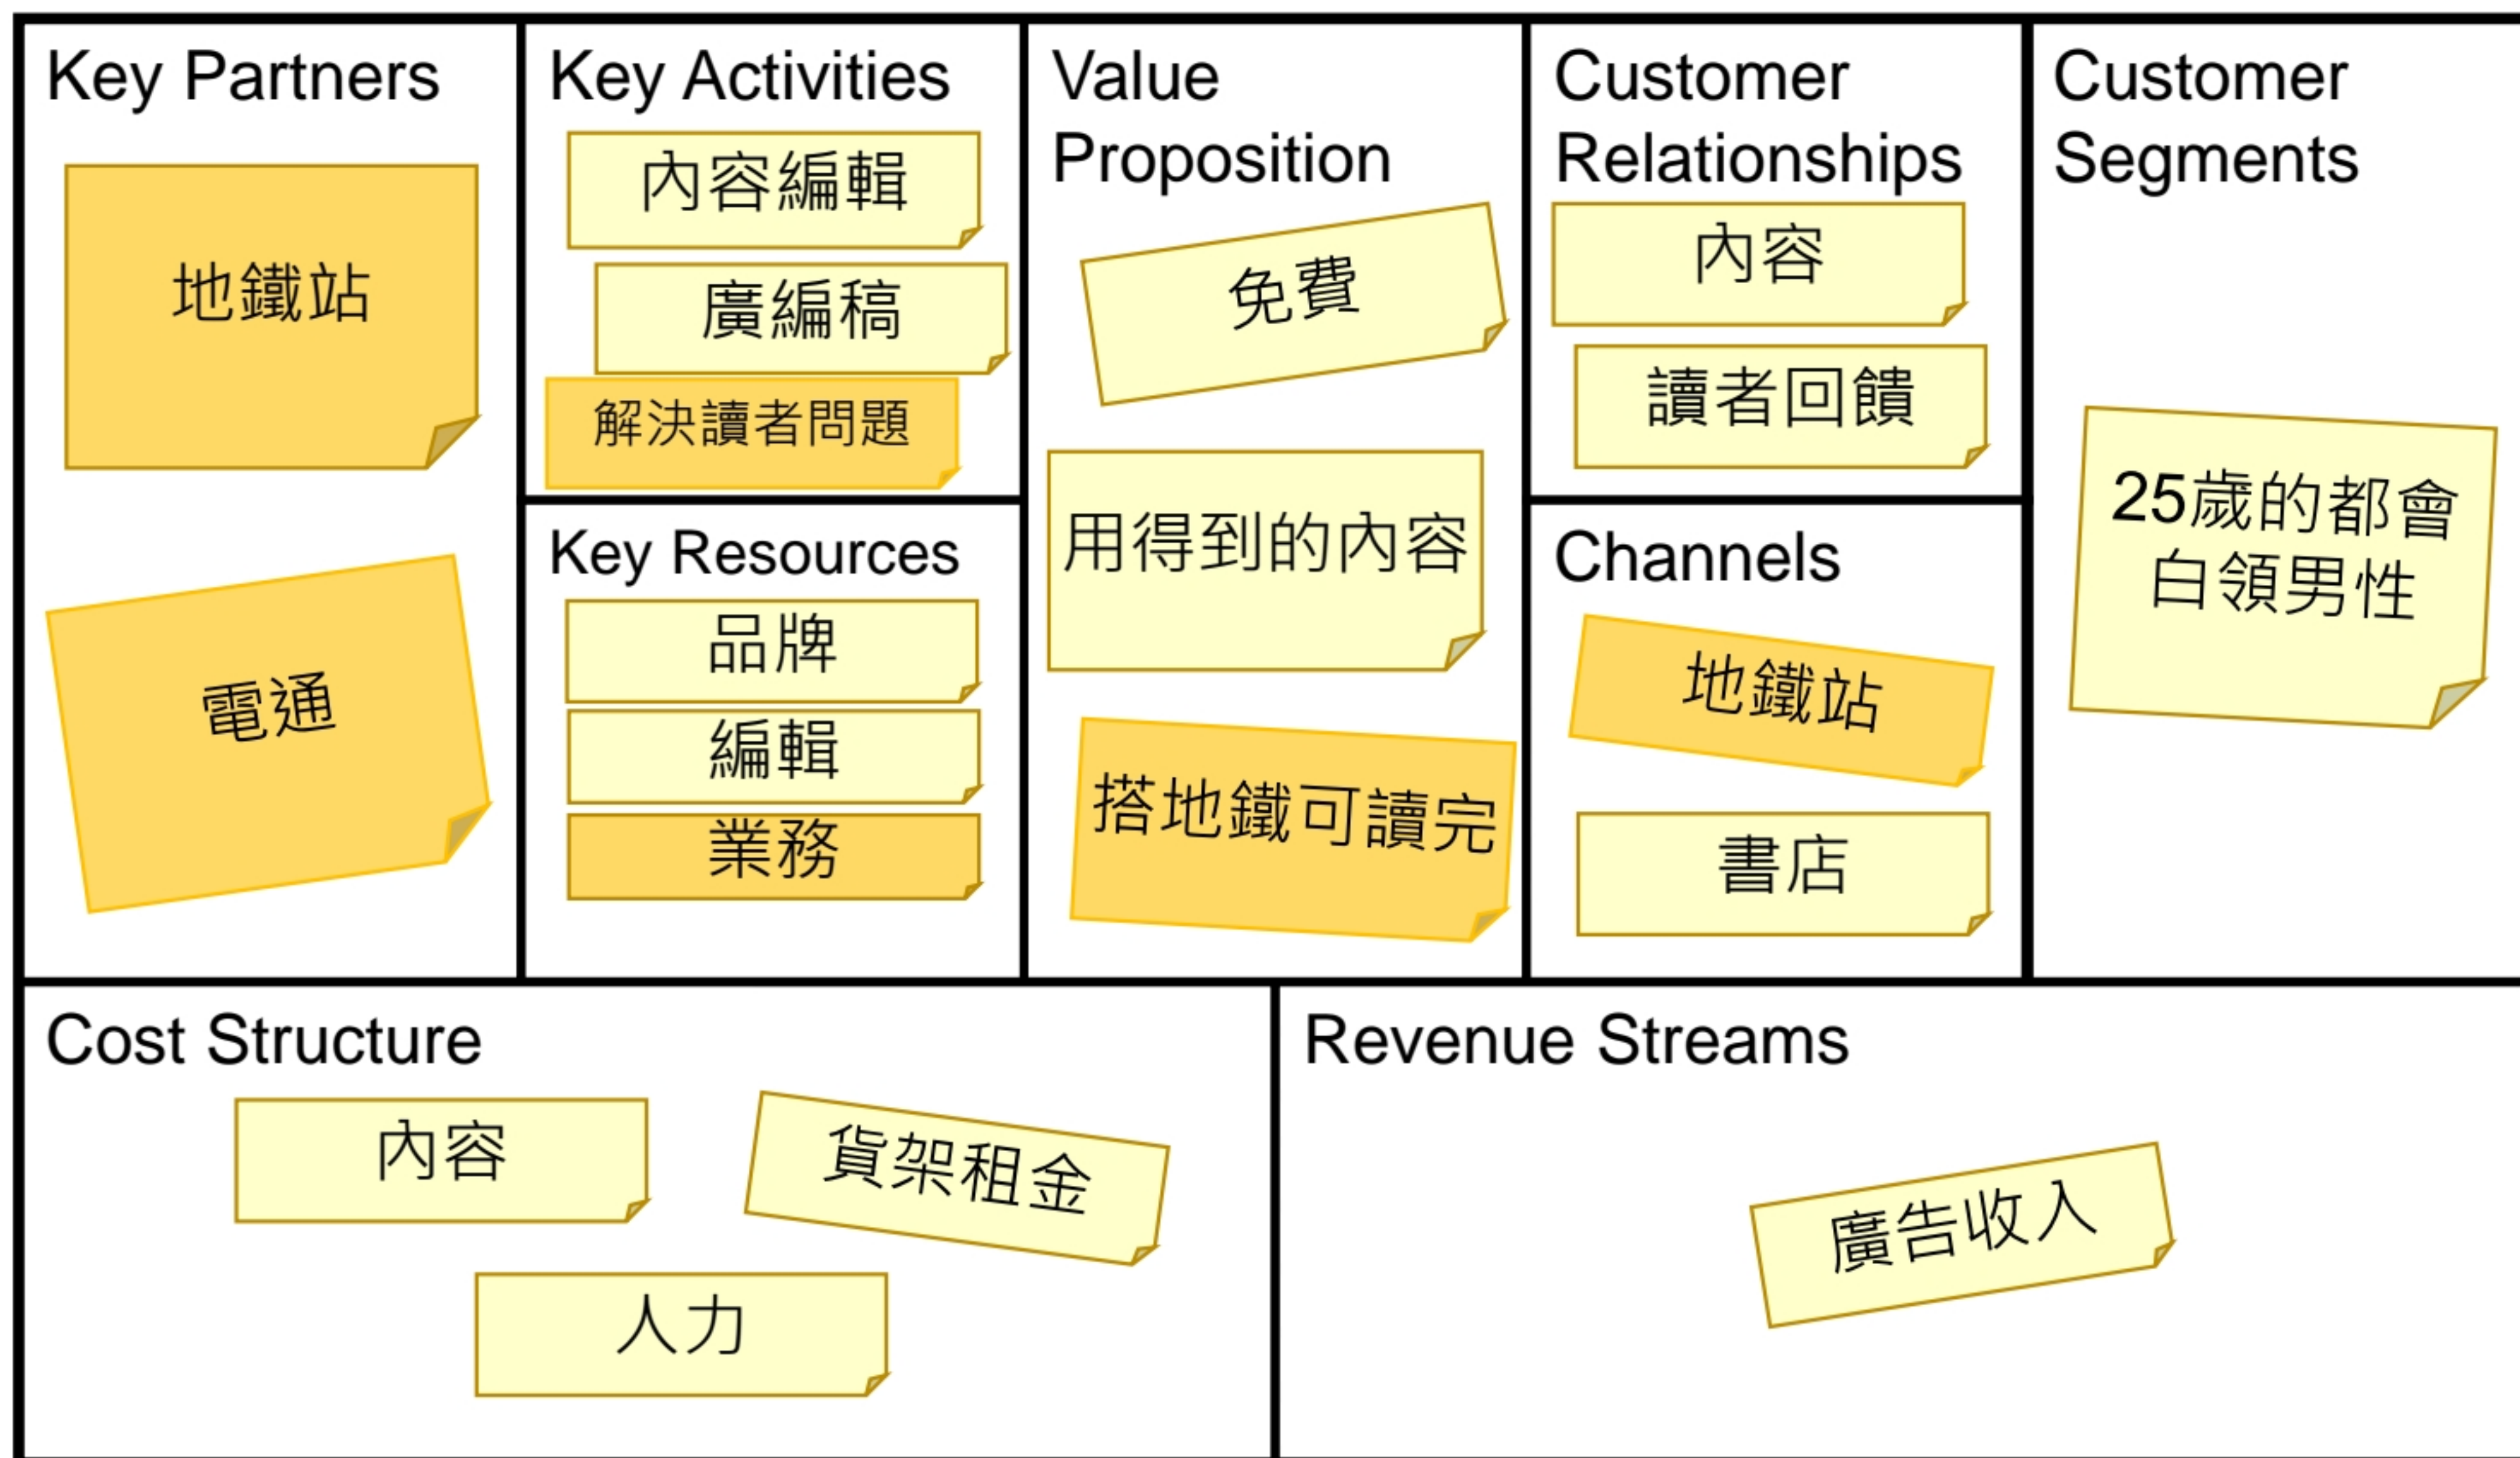 Key Partners
地鐵站
電通
Key Activities
內容編輯
廣編稿
解決讀者問題
Key Resources
品牌
編輯
業務
Value
Proposition
免費
用得到的內容
搭地鐵可讀完
Customer
Relationships
內容
讀者回饋
Channels
地鐵站
書店
Customer
Segments
25歲的都會
白領男性
Cost Structure
內容
貨架租金
人力
Revenue Streams
廣告收入